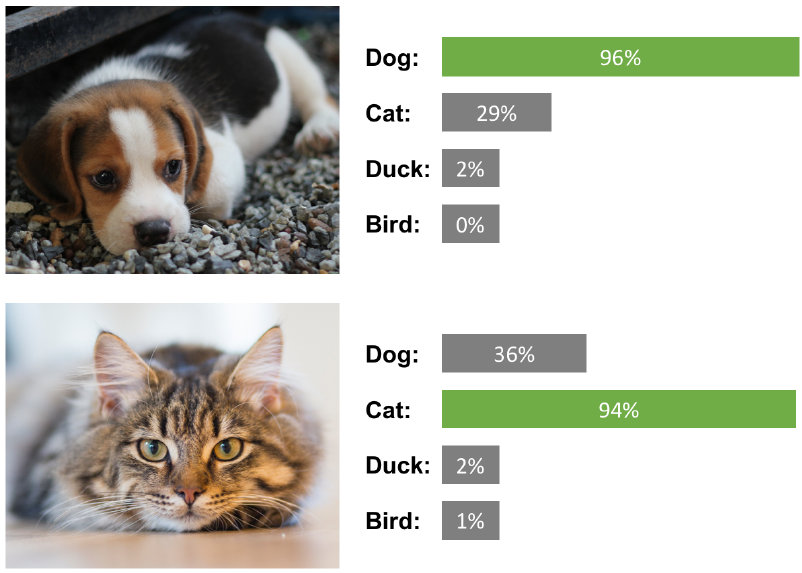 Dog: 96%
Cat: 29%
Duck: 2%
Bird: 0%
Dog: 36%
Cat: 94%
Duck: 2%
Bird: 1%